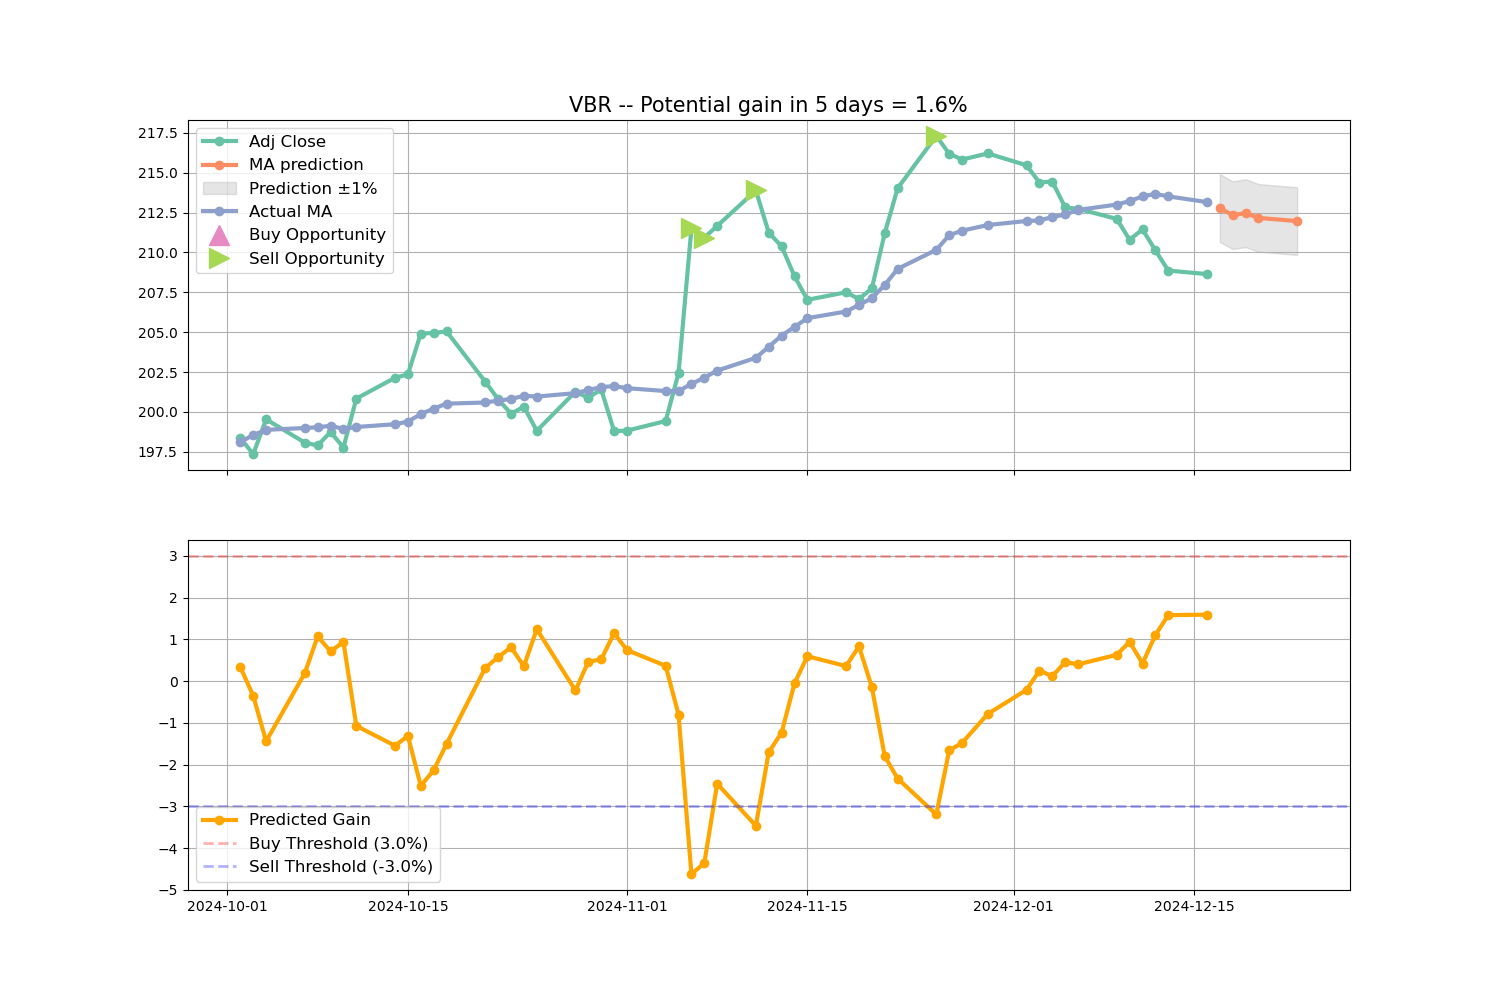 VBR -- Potential gain in 5 days = 1.6%
217.5
215.0
212.5
210.0
207.5
205.0
202.5
200.0
197.5
Adj Close
MA prediction
Prediction ±1%
Actual MA
Buy Opportunity
Sell Opportunity
3
2
1
0
−1
−2
−3
−4
−5
Predicted Gain
Buy Threshold (3.0%)
Sell Threshold (-3.0%)
2024-10-01
2024-10-15
2024-11-01
2024-11-15
2024-12-01
2024-12-15